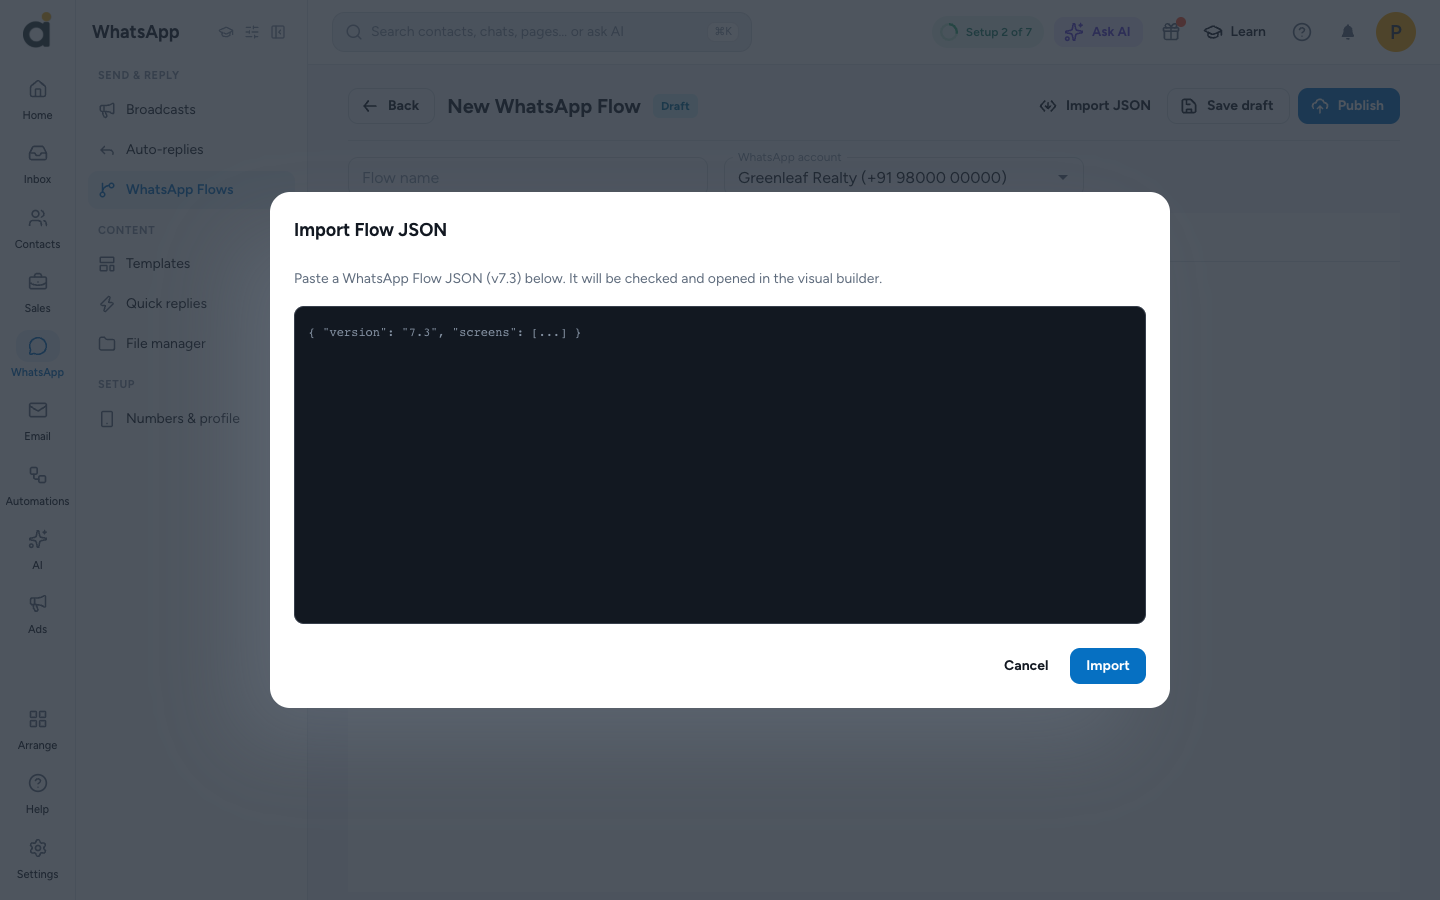 WhatsApp
Search contacts, chats, pages... or ask AI
⌘K
Setup 2 of 7
Ask AI
Learn
P
Home
Inbox
Contacts
Sales
WhatsApp
Email
Automations
AI
Ads
Arrange
Help
Settings
SEND & REPLY
Broadcasts
Auto-replies
WhatsApp Flows
CONTENT
Templates
Quick replies
File manager
SETUP
Numbers & profile
Back
New WhatsApp Flow
Draft
Import JSON
Save draft
Publish
Flow name
WhatsApp account
Greenleaf Realty (+91 98000 00000)
Import Flow JSON
Paste a WhatsApp Flow JSON (v7.3) below. It will be checked and opened in the visual builder.
{ "version": "7.3", "screens": [...] }
Cancel
Import